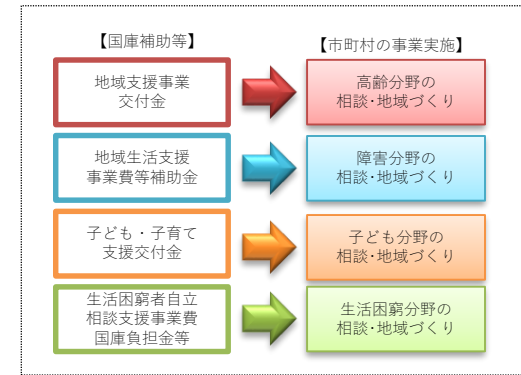 【国庫補助等】
【市町村の事業実施】
地域支援事業
交付金
高齢分野の
相談･地域づくり
地域生活支援
事業費等補助金
障害分野の
相談･地域づくり
子ども・子育て
支援交付金
子ども分野の
相談･地域づくり
生活困窮者自立
相談支援事業費
国庫負担金等
生活困窮分野の
相談･地域づくり